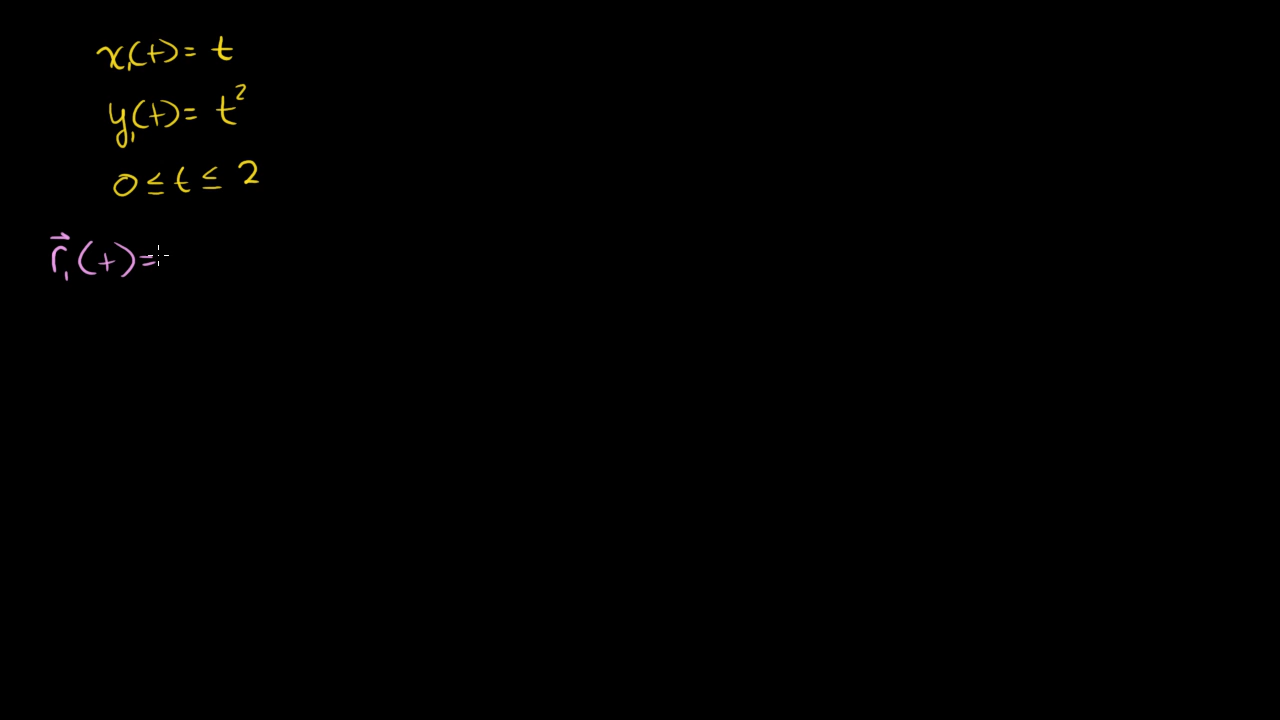 x₁(t) = t
y₁(t) = t²
0 ≤ t ≤ 2
r⃗₁(t) =